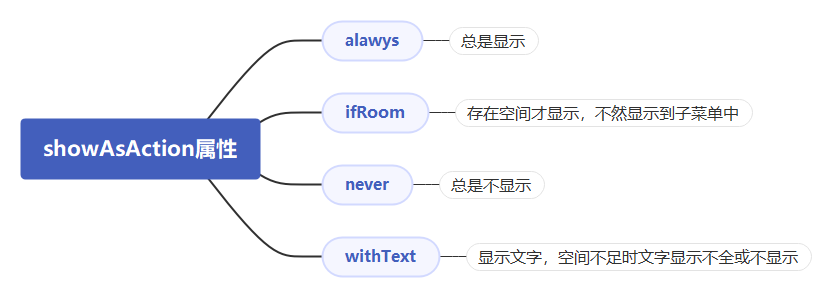 showAsAction属性
alawys
总是显示
ifRoom
存在空间才显示，不然显示到子菜单中
never
总是不显示
withText
显示文字，空间不足时文字显示不全或不显示